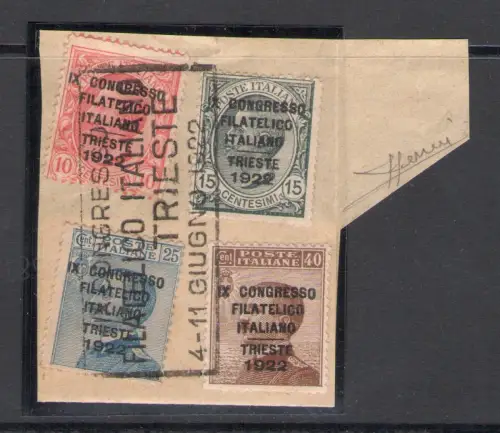 10
IX CONGRESSO
FILATELICO
ITALIANO
TRIESTE
1922
POSTE ITALIANE
IX CONGRESSO
FILATELICO
ITALIANO
TRIESTE
1922
15
15
CENTESIMI
Cent
25
POSTE
ITALIANE
IX CONGRESSO
FILATELICO
ITALIANO
TRIESTE
1922
Cent
40
POSTE
ITALIANE
IX CONGRESSO
FILATELICO
ITALIANO
TRIESTE
1922
FILATELICO ITALIANO
TRIESTE
4-11 GIUGNO 1922